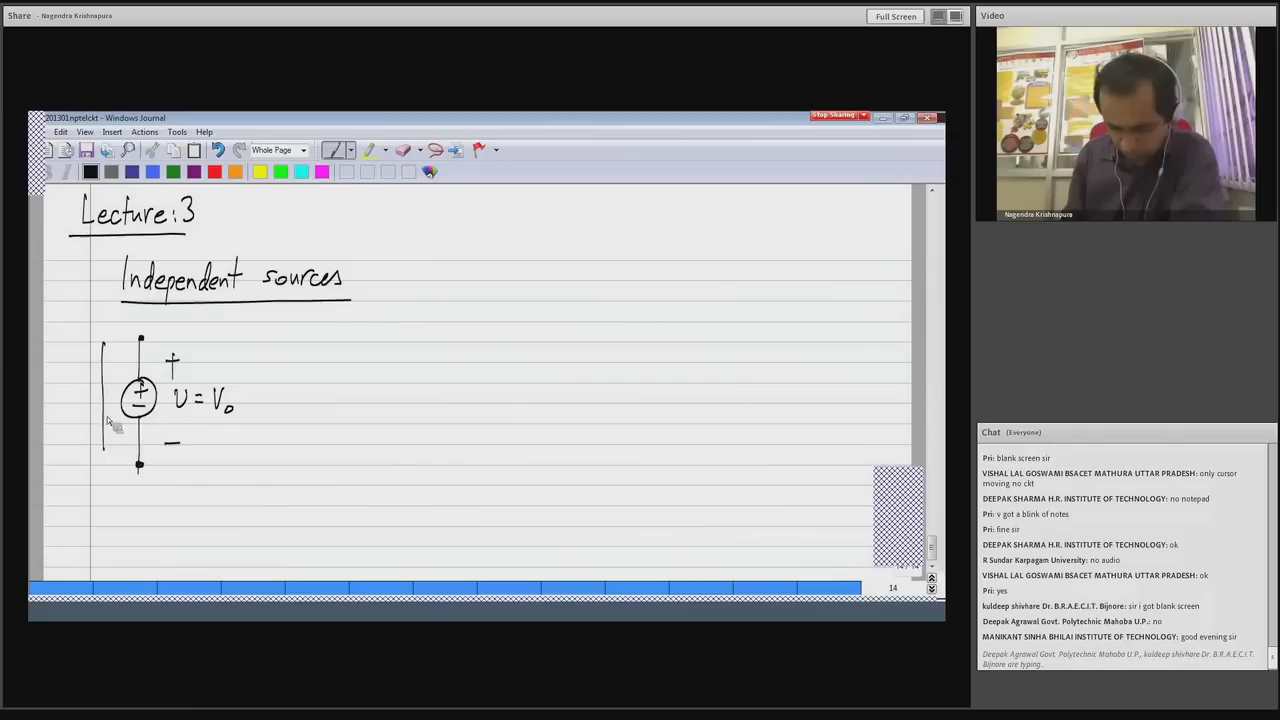 Share - Nagendra Krishnapura
Full Screen
Video
Nagendra Krishnapura
201301nptelckt - Windows Journal
Stop Sharing
Edit View Insert Actions Tools Help
Whole Page
Lecture: 3
Independent sources
+
+
-
v = V0
-
14
Chat (Everyone)
Pri: blank screen sir
VISHAL LAL GOSWAMI BSACET MATHURA UTTAR PRADESH: only cursor
moving no ckt
DEEPAK SHARMA H.R. INSTITUTE OF TECHNOLOGY: no notepad
Pri: v got a blink of notes
Pri: fine sir
DEEPAK SHARMA H.R. INSTITUTE OF TECHNOLOGY: ok
R Sundar Karpagam University: no audio
VISHAL LAL GOSWAMI BSACET MATHURA UTTAR PRADESH: ok
Pri: yes
kuldeep shivhare Dr. B.R.A.E.C.I.T. Bijnore: sir i got blank screen
Deepak Agrawal Govt. Polytechnic Mahoba U.P.: no
MANIKANT SINHA BHILAI INSTITUTE OF TECHNOLOGY: good evening sir
Deepak Agrawal Govt. Polytechnic Mahoba U.P., kuldeep shivhare Dr. B.R.A.E.C.I.T.
Bijnore are typing..